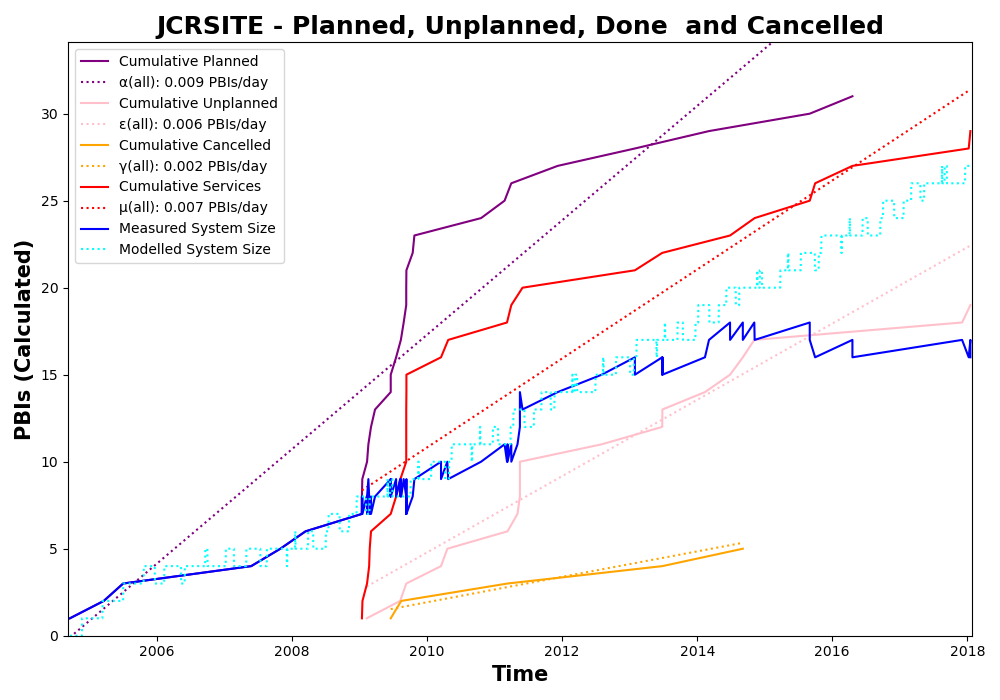 JCRSITE - Planned, Unplanned, Done  and Cancelled
Cumulative Planned
α(all): 0.009 PBIs/day
Cumulative Unplanned
ε(all): 0.006 PBIs/day
Cumulative Cancelled
γ(all): 0.002 PBIs/day
Cumulative Services
μ(all): 0.007 PBIs/day
Measured System Size
Modelled System Size
PBIs (Calculated)
30
25
20
15
10
5
0
2006 2008 2010 2012 2014 2016 2018
Time